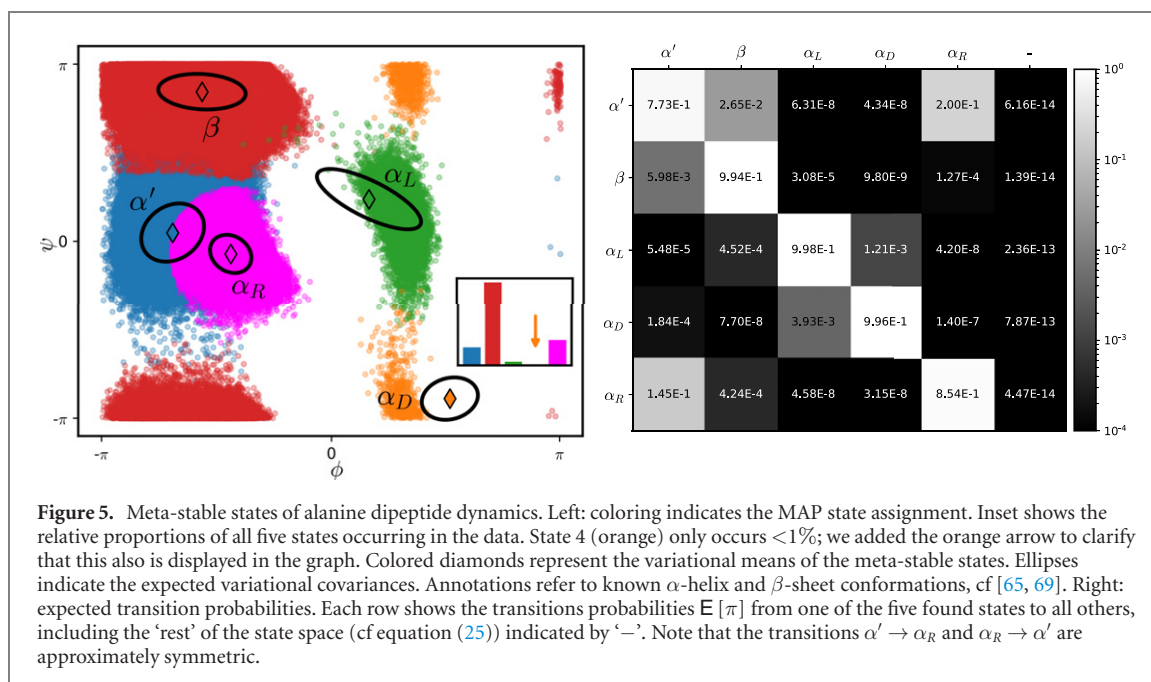 π
0
-π
ψ
-π
0
π
ϕ
β
α′
α_R
α_L
α_D
α′ β α_L α_D α_R -
α′ 7.73E-1 2.65E-2 6.31E-8 4.34E-8 2.00E-1 6.16E-14
β 5.98E-3 9.94E-1 3.08E-5 9.80E-9 1.27E-4 1.39E-14
α_L 5.48E-5 4.52E-4 9.98E-1 1.21E-3 4.20E-8 2.36E-13
α_D 1.84E-4 7.70E-8 3.93E-3 9.96E-1 1.40E-7 7.87E-13
α_R 1.45E-1 4.24E-4 4.58E-8 3.15E-8 8.54E-1 4.47E-14
10⁰
10⁻¹
10⁻²
10⁻³
10⁻⁴
Figure 5. Meta-stable states of alanine dipeptide dynamics. Left: coloring indicates the MAP state assignment. Inset shows the
relative proportions of all five states occurring in the data. State 4 (orange) only occurs <1%; we added the orange arrow to clarify
that this also is displayed in the graph. Colored diamonds represent the variational means of the meta-stable states. Ellipses
indicate the expected variational covariances. Annotations refer to known α-helix and β-sheet conformations, cf [65, 69]. Right:
expected transition probabilities. Each row shows the transitions probabilities E [π] from one of the five found states to all others,
including the ‘rest’ of the state space (cf equation (25)) indicated by ‘−’. Note that the transitions α′ → α_R and α_R → α′ are
approximately symmetric.